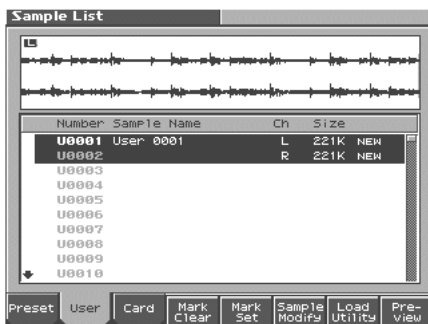 Sample List
L
Number Sample Name Ch Size
U0001 User 0001 L 221K NEW
U0002 R 221K NEW
U0003
U0004
U0005
U0006
U0007
U0008
U0009
U0010
Preset User Card Mark Clear Mark Set Sample Modify Load Utility Pre-view